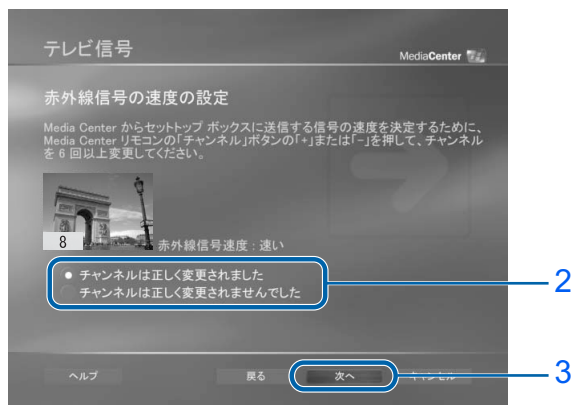 テレビ信号
MediaCenter
赤外線信号の速度の設定
Media Center からセットトップ ボックスに送信する信号の速度を決定するために、
Media Center リモコンの「チャンネル」ボタンの「+」または「-」を押して、チャンネル
を 6 回以上変更してください。
8
赤外線信号速度 : 速い
チャンネルは正しく変更されました
チャンネルは正しく変更されませんでした
2
ヘルプ
戻る
次へ
キャンセル
3